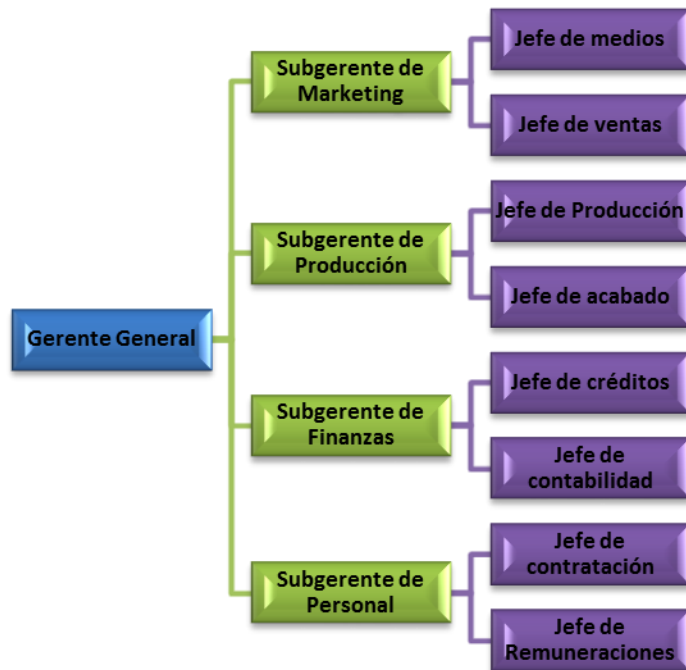 Gerente General
Subgerente de
Marketing
Jefe de medios
Jefe de ventas
Subgerente de
Producción
Jefe de Producción
Jefe de acabado
Subgerente de
Finanzas
Jefe de créditos
Jefe de
contabilidad
Subgerente de
Personal
Jefe de
contratación
Jefe de
Remuneraciones